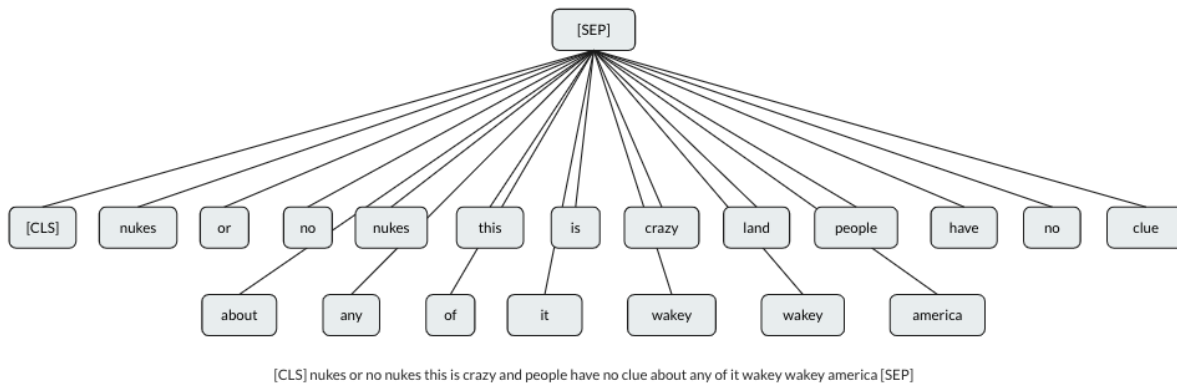 [SEP]
[CLS] nukes or no nukes this is crazy land people have no clue
about any of it wakey wakey america
[CLS] nukes or no nukes this is crazy and people have no clue about any of it wakey wakey america [SEP]